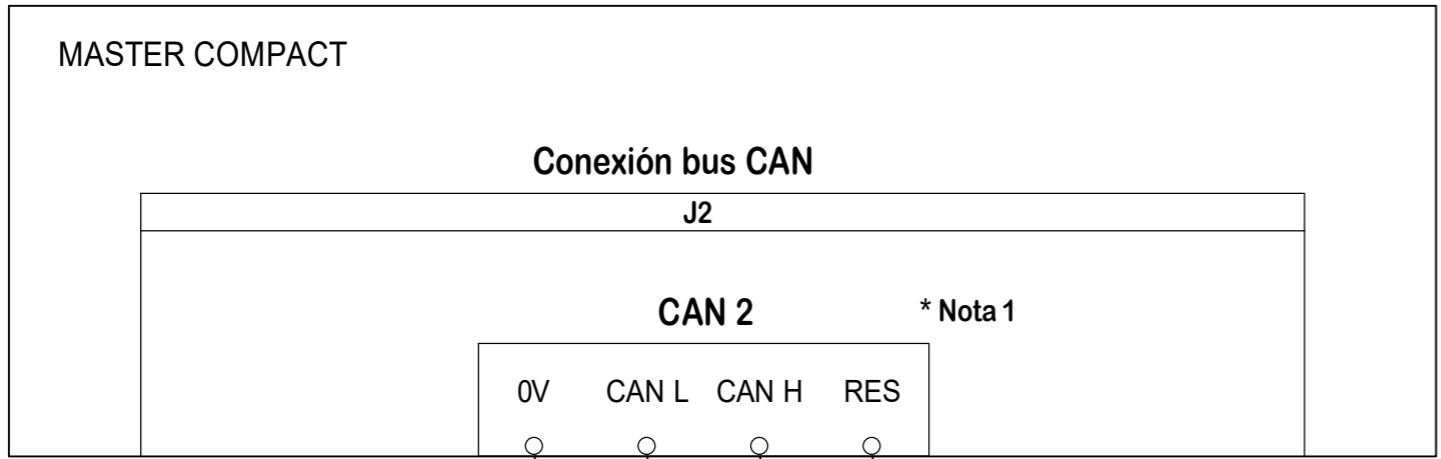 MASTER COMPACT
Conexión bus CAN
J2
CAN 2 * Nota 1
0V CAN L CAN H RES